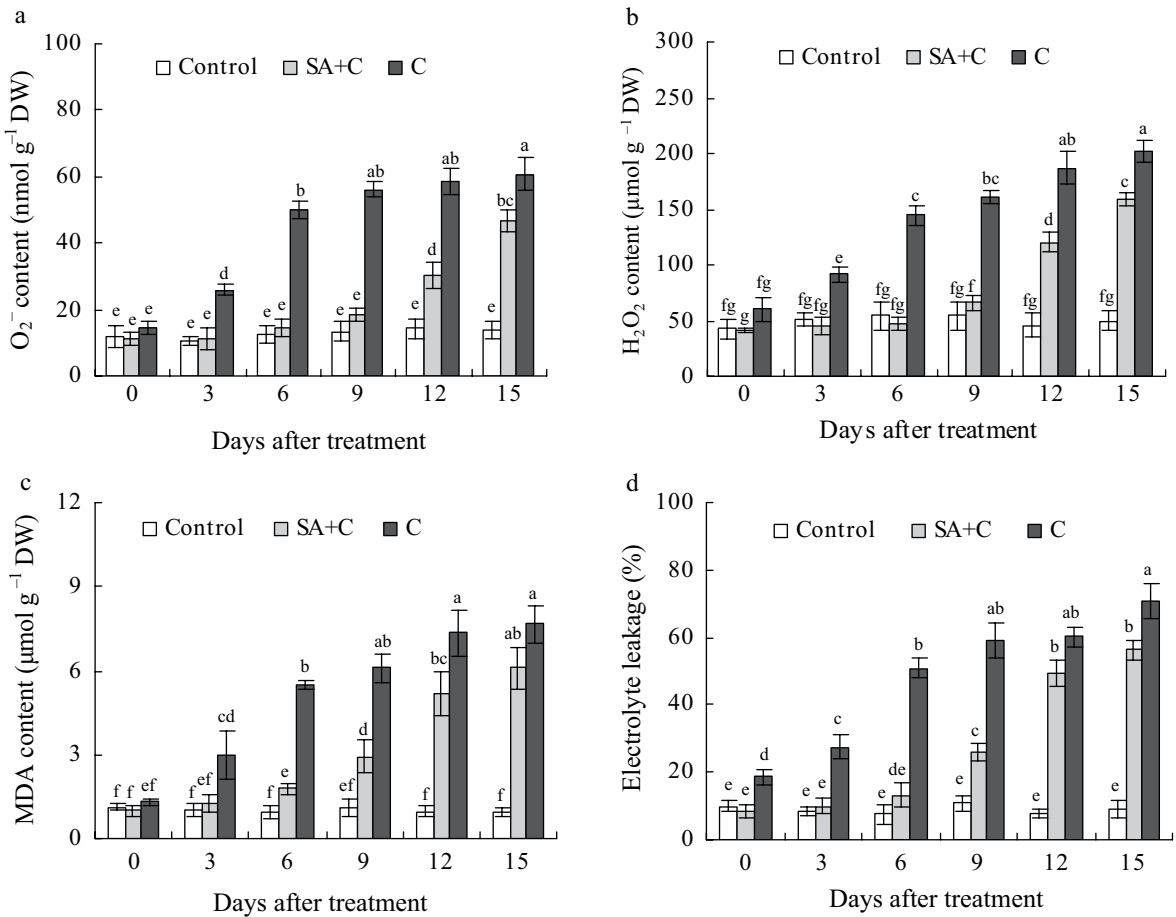 a
100
80
60
40
20
0
O₂⁻ content (nmol g⁻¹ DW)
Control SA+C C
e e e
e e d
e e b
e e ab
e d ab
e bc a
0 3 6 9 12 15
Days after treatment
b
300
250
200
150
100
50
0
H₂O₂ content (μmol g⁻¹ DW)
Control SA+C C
fg g fg
fg fg e
fg fg c
fg f bc
fg d ab
fg c a
0 3 6 9 12 15
Days after treatment
c
12
9
6
3
0
MDA content (μmol g⁻¹ DW)
Control SA+C C
f f ef
f ef cd
f e b
ef d ab
f bc a
f ab a
0 3 6 9 12 15
Days after treatment
d
100
80
60
40
20
0
Electrolyte leakage (%)
Control SA+C C
e e d
e e c
e de b
e c ab
e b ab
e b a
0 3 6 9 12 15
Days after treatment